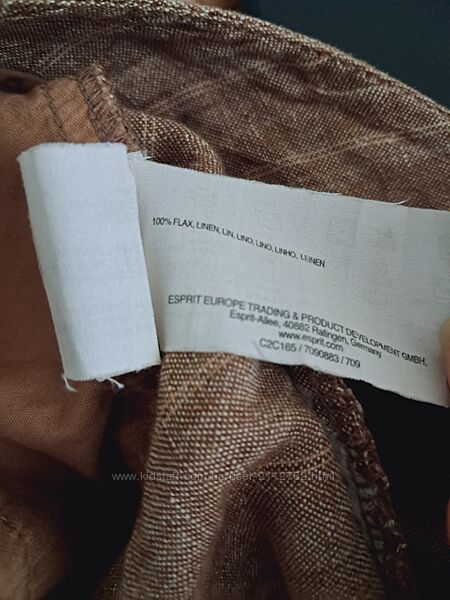 100% FLAX, LINEN, LIN, LINO, LINO, LINHO, LEINEN
ESPRIT EUROPE TRADING & PRODUCT DEVELOPMENT GMBH.
Esprit-Allee, 40882 Ratingen, Germany
www.esprit.com
C2C165 / 7090883 / 709